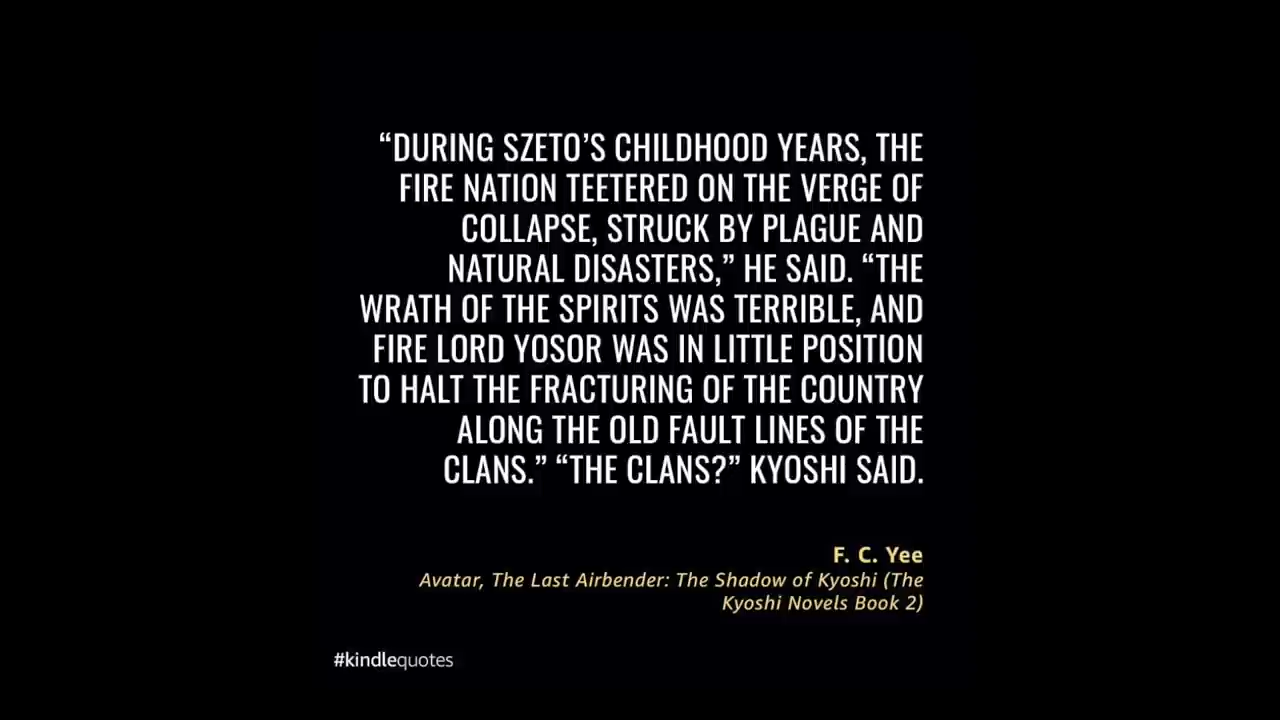 “DURING SZETO’S CHILDHOOD YEARS, THE
FIRE NATION TEETERED ON THE VERGE OF
COLLAPSE, STRUCK BY PLAGUE AND
NATURAL DISASTERS,” HE SAID. “THE
WRATH OF THE SPIRITS WAS TERRIBLE, AND
FIRE LORD YOSOR WAS IN LITTLE POSITION
TO HALT THE FRACTURING OF THE COUNTRY
ALONG THE OLD FAULT LINES OF THE
CLANS.” “THE CLANS?” KYOSHI SAID.
F. C. Yee
Avatar, The Last Airbender: The Shadow of Kyoshi (The
Kyoshi Novels Book 2)
#kindlequotes